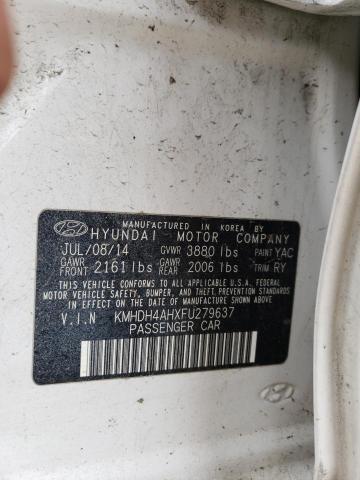 MANUFACTURED IN KOREA BY
HYUNDAI MOTOR COMPANY
JUL/08/14 GVWR 3880 lbs PAINT YAC
GAWR FRONT 2161 lbs GAWR REAR 2006 lbs TRIM RY
THIS VEHICLE CONFORMS TO ALL APPLICABLE
FEDERAL MOTOR VEHICLE SAFETY
BUMPER, AND THEFT PREVENTION STANDARDS
IN EFFECT ON THE DATE OF MANUFACTURE
SHOWN ABOVE.
V.I.N KMHDH4AHXFU279637
PASSENGER CAR